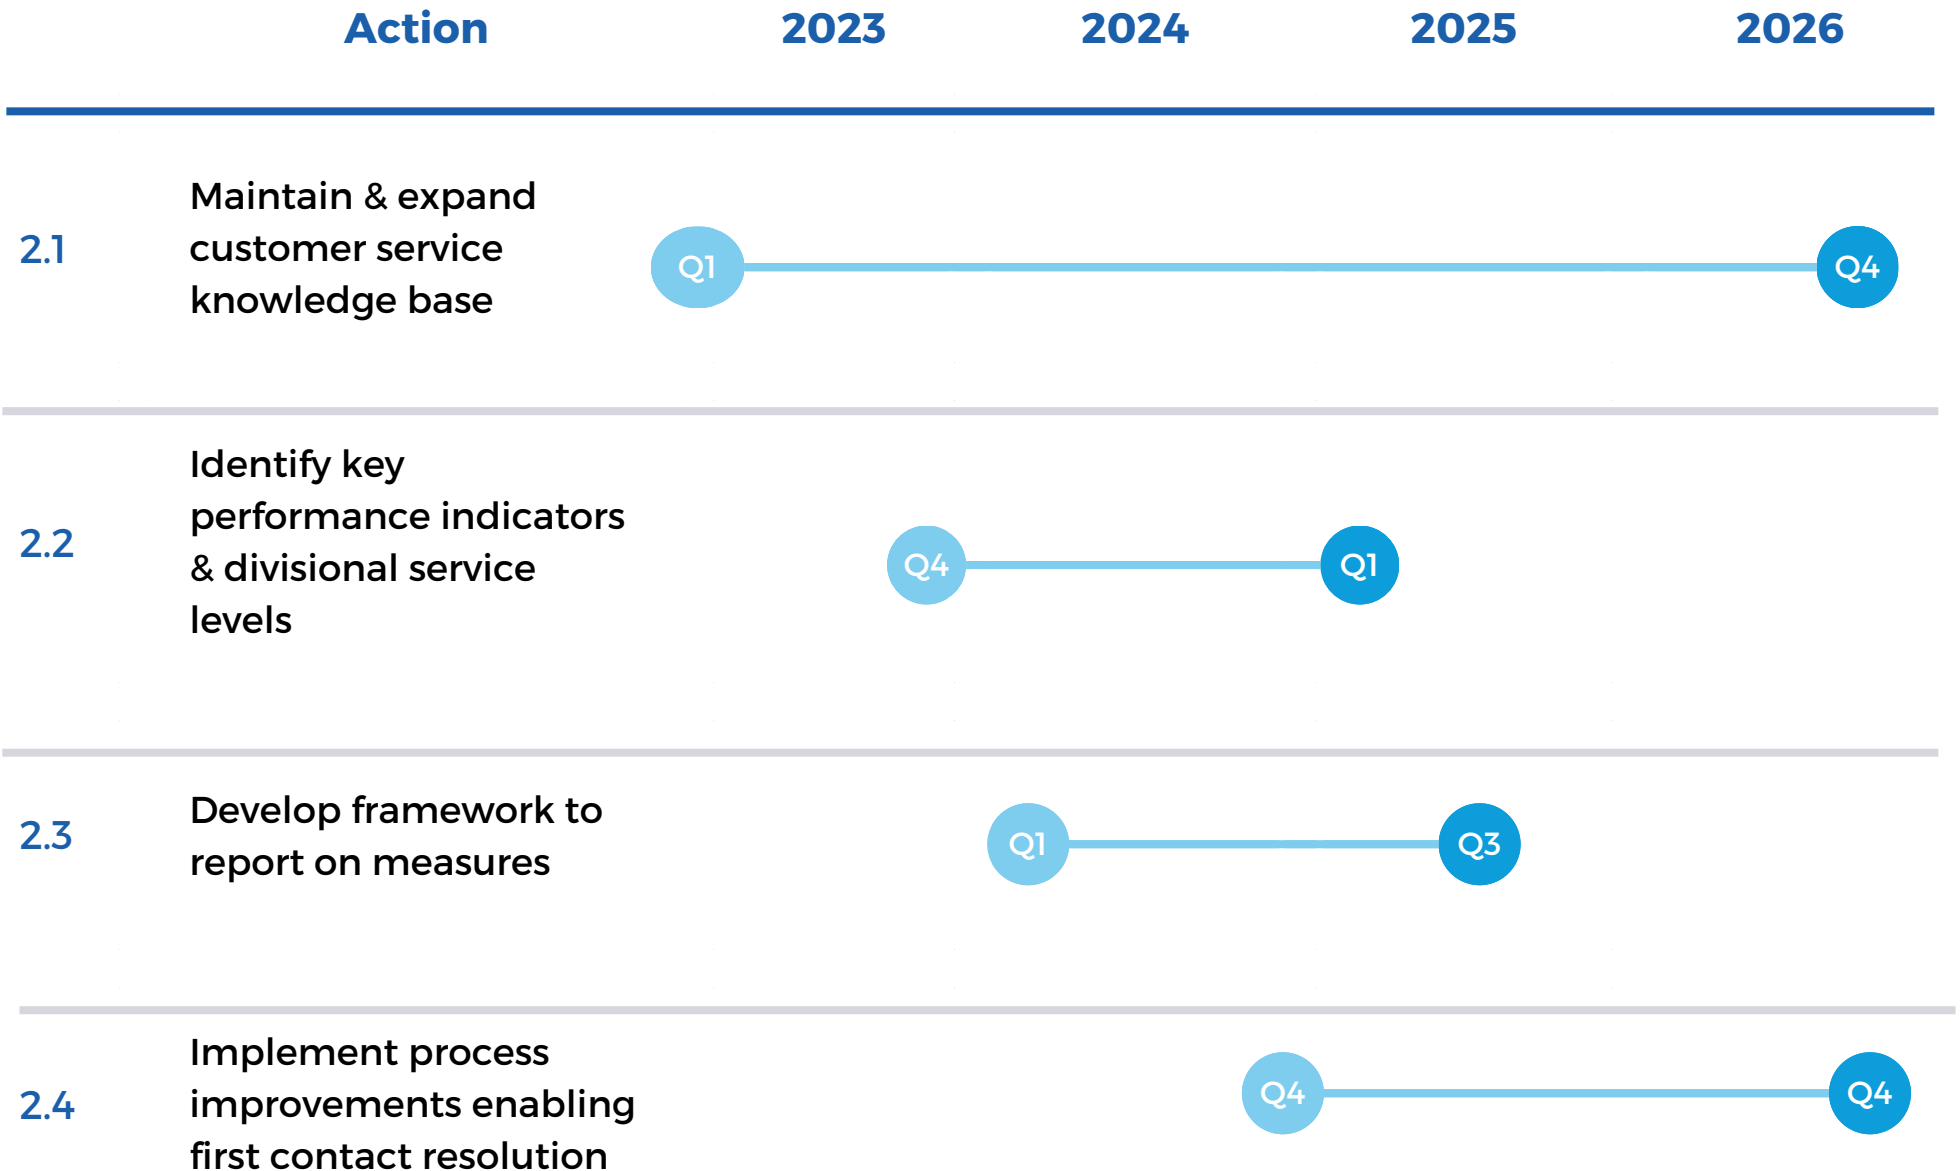 Action 2023 2024 2025 2026
Maintain & expand
2.1 customer service
knowledge base
Q1 Q4
Identify key
performance indicators
2.2
& divisional service
levels
Q4 Q1
Develop framework to
2.3
report on measures
Q1 Q3
Implement process
2.4 improvements enabling
first contact resolution
Q4 Q4